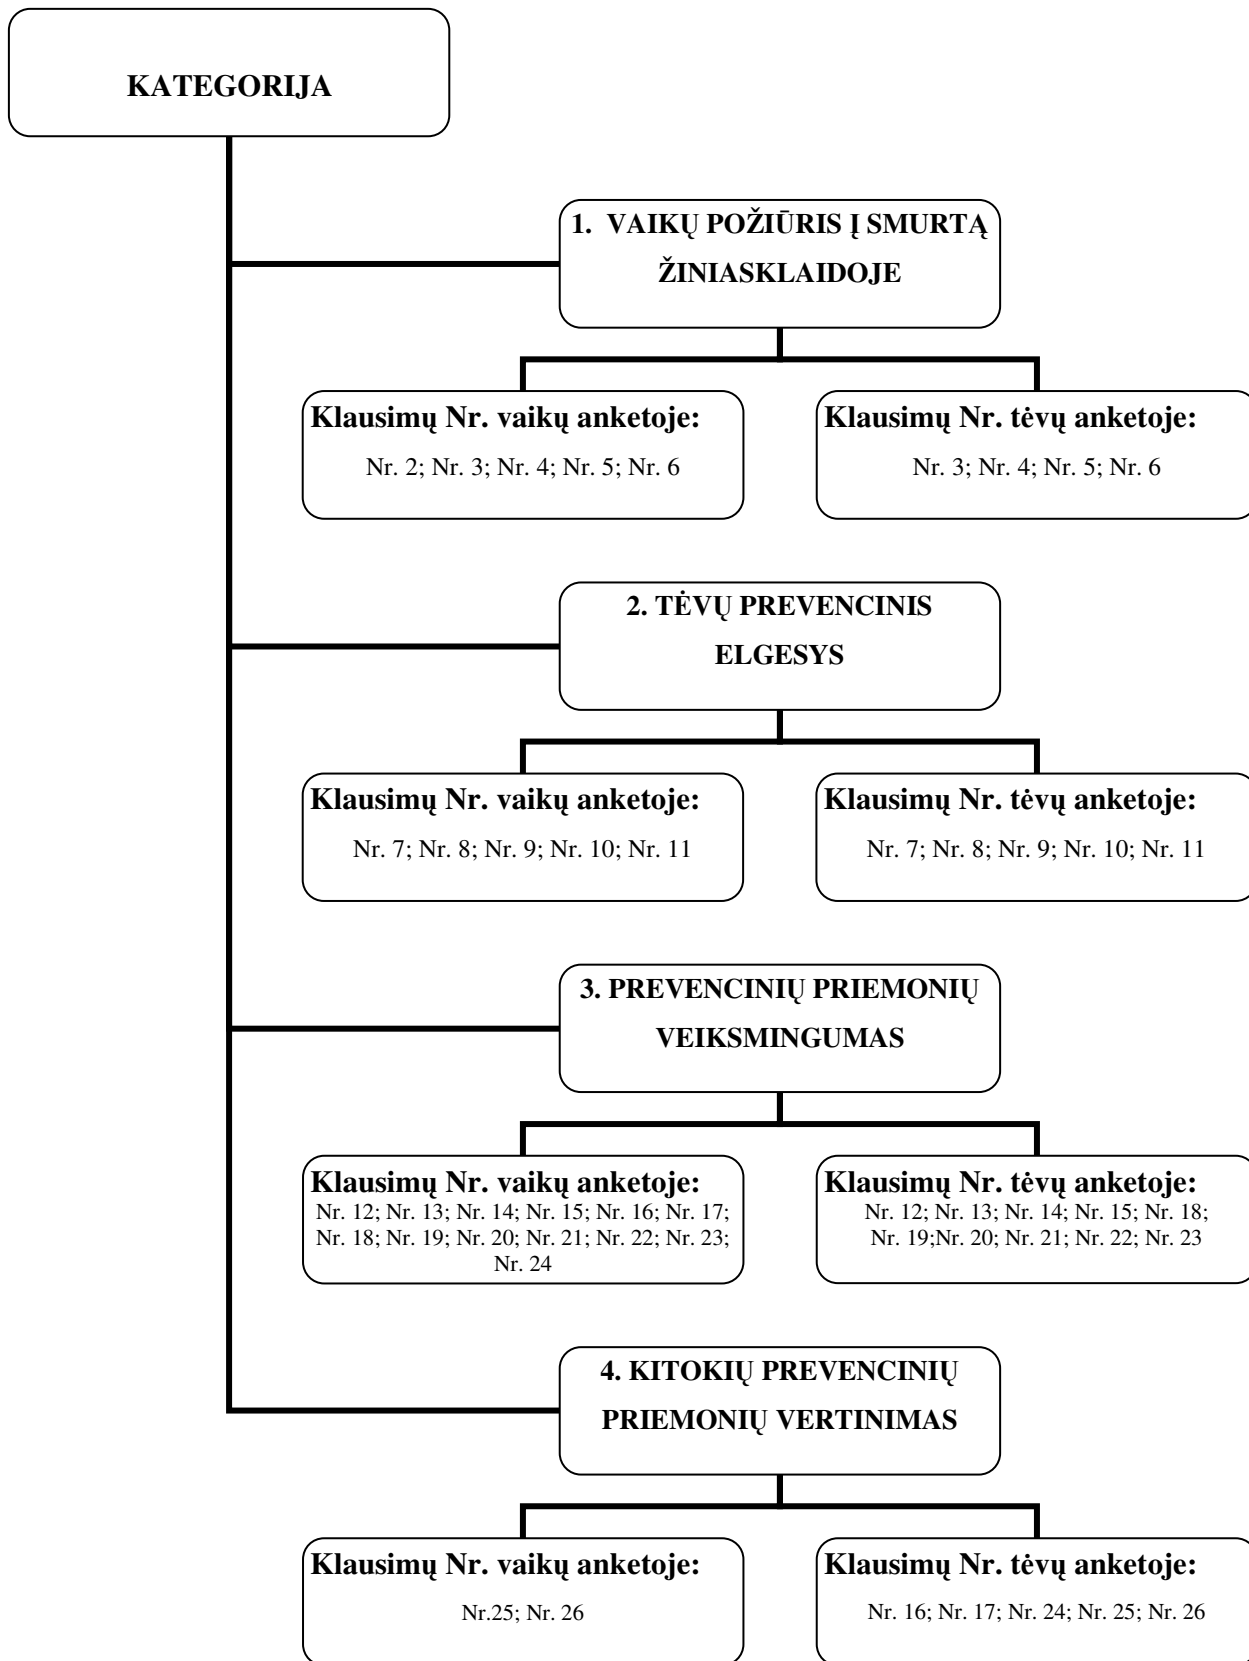 KATEGORIJA
1. VAIKŲ POŽIŪRIS Į SMURTĄ
ŽINIASKLAIDOJE
Klausimų Nr. vaikų anketoje:
Nr. 2; Nr. 3; Nr. 4; Nr. 5; Nr. 6
Klausimų Nr. tėvų anketoje:
Nr. 3; Nr. 4; Nr. 5; Nr. 6
2. TĖVŲ PREVENCINIS
ELGESYS
Klausimų Nr. vaikų anketoje:
Nr. 7; Nr. 8; Nr. 9; Nr. 10; Nr. 11
Klausimų Nr. tėvų anketoje:
Nr. 7; Nr. 8; Nr. 9; Nr. 10; Nr. 11
3. PREVENCINIŲ PRIEMONIŲ
VEIKSMINGUMAS
Klausimų Nr. vaikų anketoje:
Nr. 12; Nr. 13; Nr. 14; Nr. 15; Nr. 16; Nr. 17;
Nr. 18; Nr. 19; Nr. 20; Nr. 21; Nr. 22; Nr. 23;
Nr. 24
Klausimų Nr. tėvų anketoje:
Nr. 12; Nr. 13; Nr. 14; Nr. 15; Nr. 18;
Nr. 19;Nr. 20; Nr. 21; Nr. 22; Nr. 23
4. KITOKIŲ PREVENCINIŲ
PRIEMONIŲ VERTINIMAS
Klausimų Nr. vaikų anketoje:
Nr.25; Nr. 26
Klausimų Nr. tėvų anketoje:
Nr. 16; Nr. 17; Nr. 24; Nr. 25; Nr. 26